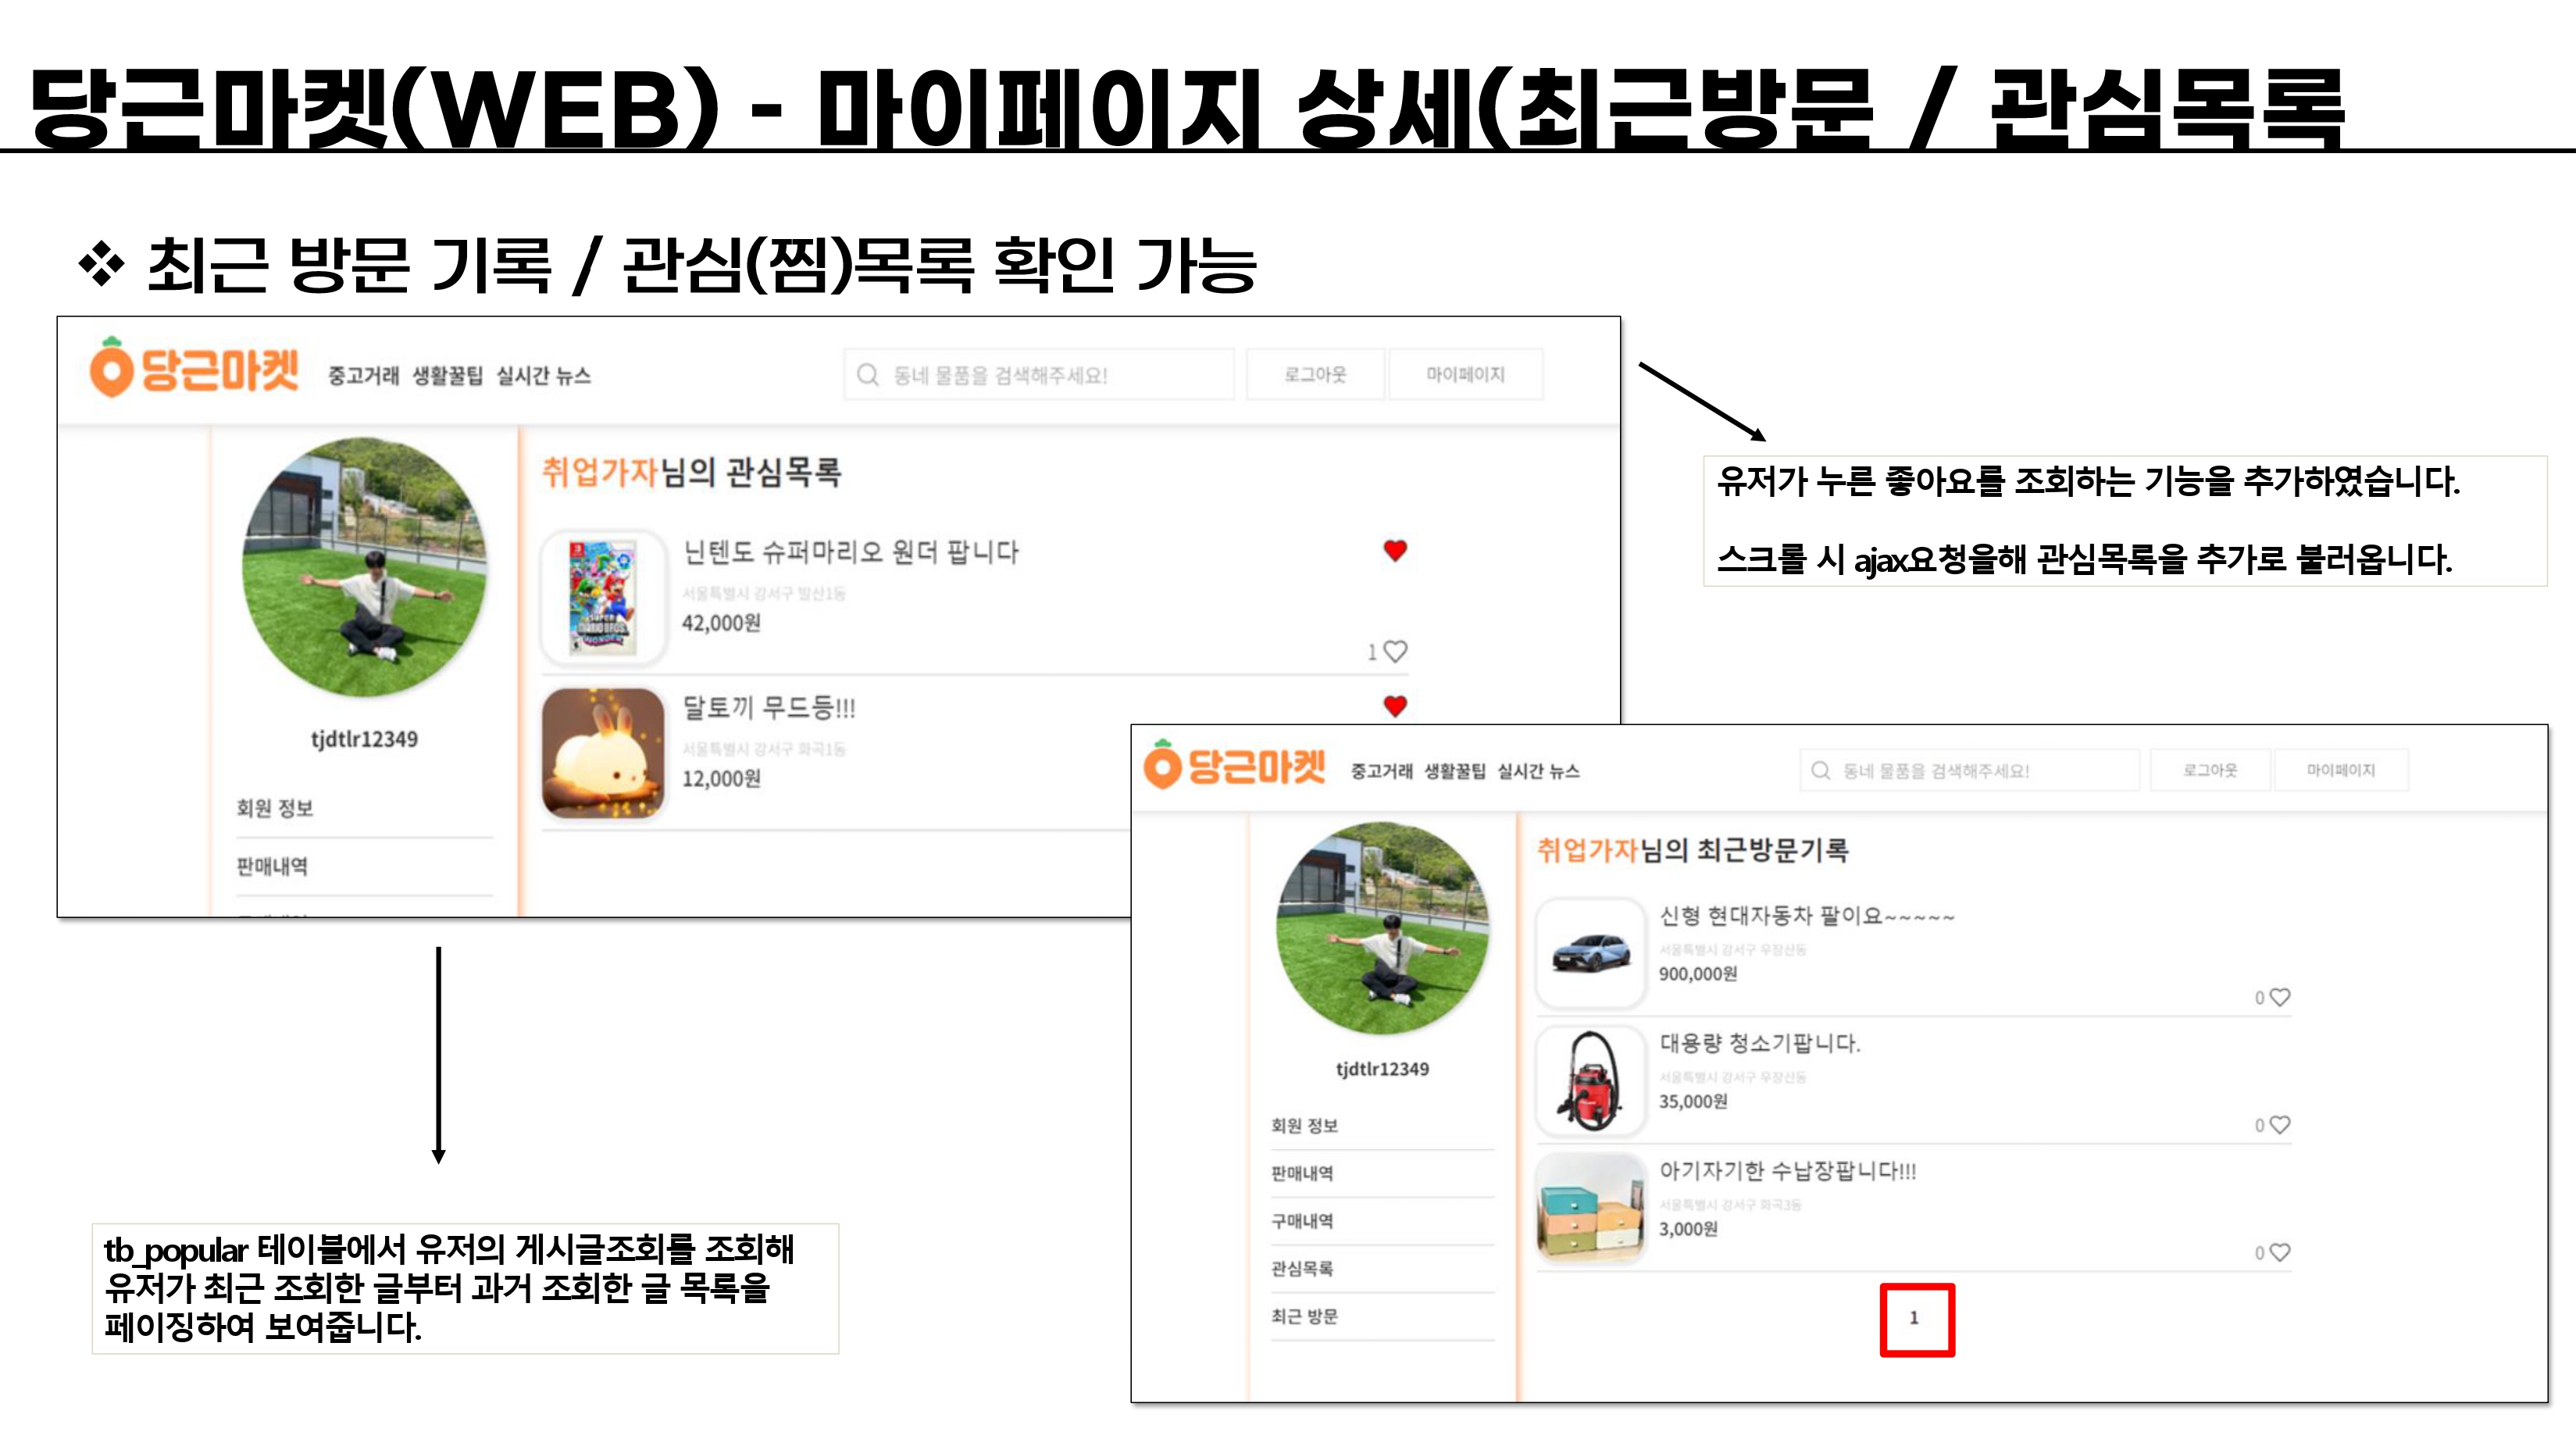 당근마켓(WEB) - 마이페이지 상세(최근방문 / 관심목록
❖ 최근 방문 기록 / 관심(찜)목록 확인 가능
당근마켓 중고거래 생활꿀팁 실시간 뉴스 동네 물품을 검색해주세요! 로그아웃 마이페이지
취업가자님의 관심목록
닌텐도 슈퍼마리오 원더 팝니다
서울특별시 강서구 발산1동
42,000원
1
달토끼 무드등!!!
서울특별시 강서구 화곡1동
12,000원
tjdtlr12349
회원 정보
판매내역
유저가 누른 좋아요를 조회하는 기능을 추가하였습니다.
스크롤 시 ajax요청을해 관심목록을 추가로 불러옵니다.
당근마켓 중고거래 생활꿀팁 실시간 뉴스 동네 물품을 검색해주세요! 로그아웃 마이페이지
취업가자님의 최근방문기록
신형 현대자동차 팔이요~~~~~
서울특별시 강서구 우장산동
900,000원
0
대용량 청소기팝니다.
서울특별시 강서구 우장산동
35,000원
0
아기자기한 수납장팝니다!!!
서울특별시 강서구 화곡3동
3,000원
0
1
tjdtlr12349
회원 정보
판매내역
구매내역
관심목록
최근 방문
tb_popular 테이블에서 유저의 게시글조회를 조회해
유저가 최근 조회한 글부터 과거 조회한 글 목록을
페이징하여 보여줍니다.